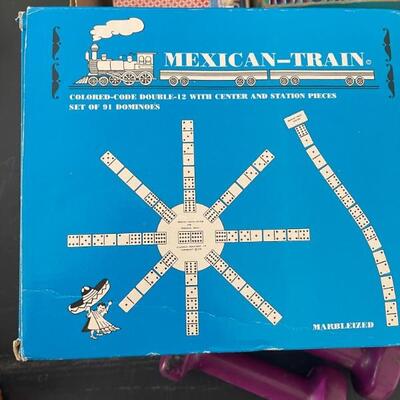 MEXICAN-TRAIN©
COLORED-CODE DOUBLE-12 WITH CENTER AND STATION PIECES
SET OF 91 DOMINOES
MARBLEIZED